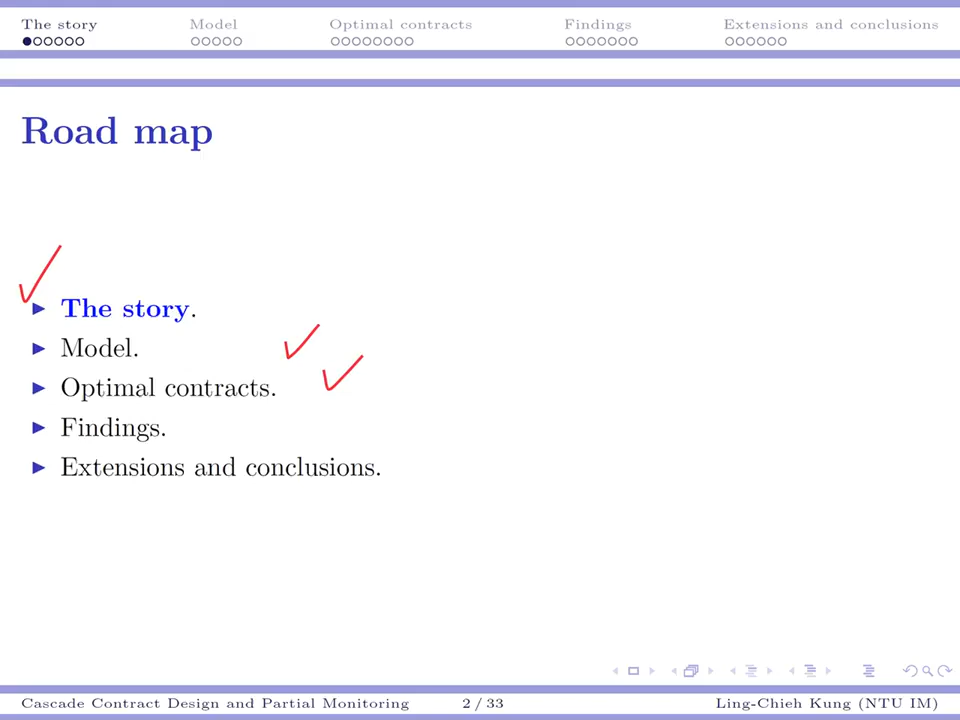 The story Model Optimal contracts Findings Extensions and conclusions
Road map
The story.
Model.
Optimal contracts.
Findings.
Extensions and conclusions.
Cascade Contract Design and Partial Monitoring 2 / 33 Ling-Chieh Kung (NTU IM)